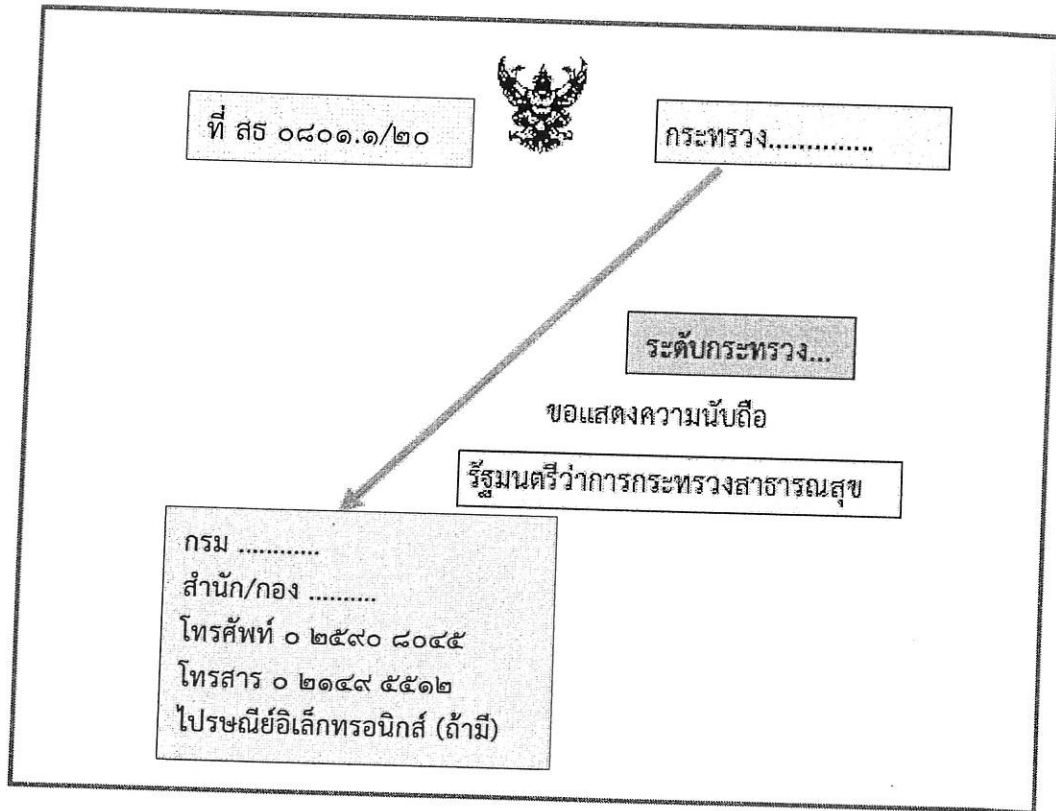 ที่ สธ ๐๘๐๑.๑/๒๐
กระทรวง..............
ระดับกระทรวง...
ขอแสดงความนับถือ
รัฐมนตรีว่าการกระทรวงสาธารณสุข
กรม ............
สำนัก/กอง ..........
โทรศัพท์ ๐ ๒๕๙๐ ๘๐๔๕
โทรสาร ๐ ๒๑๔๙ ๕๕๑๒
ไปรษณีย์อิเล็กทรอนิกส์ (ถ้ามี)